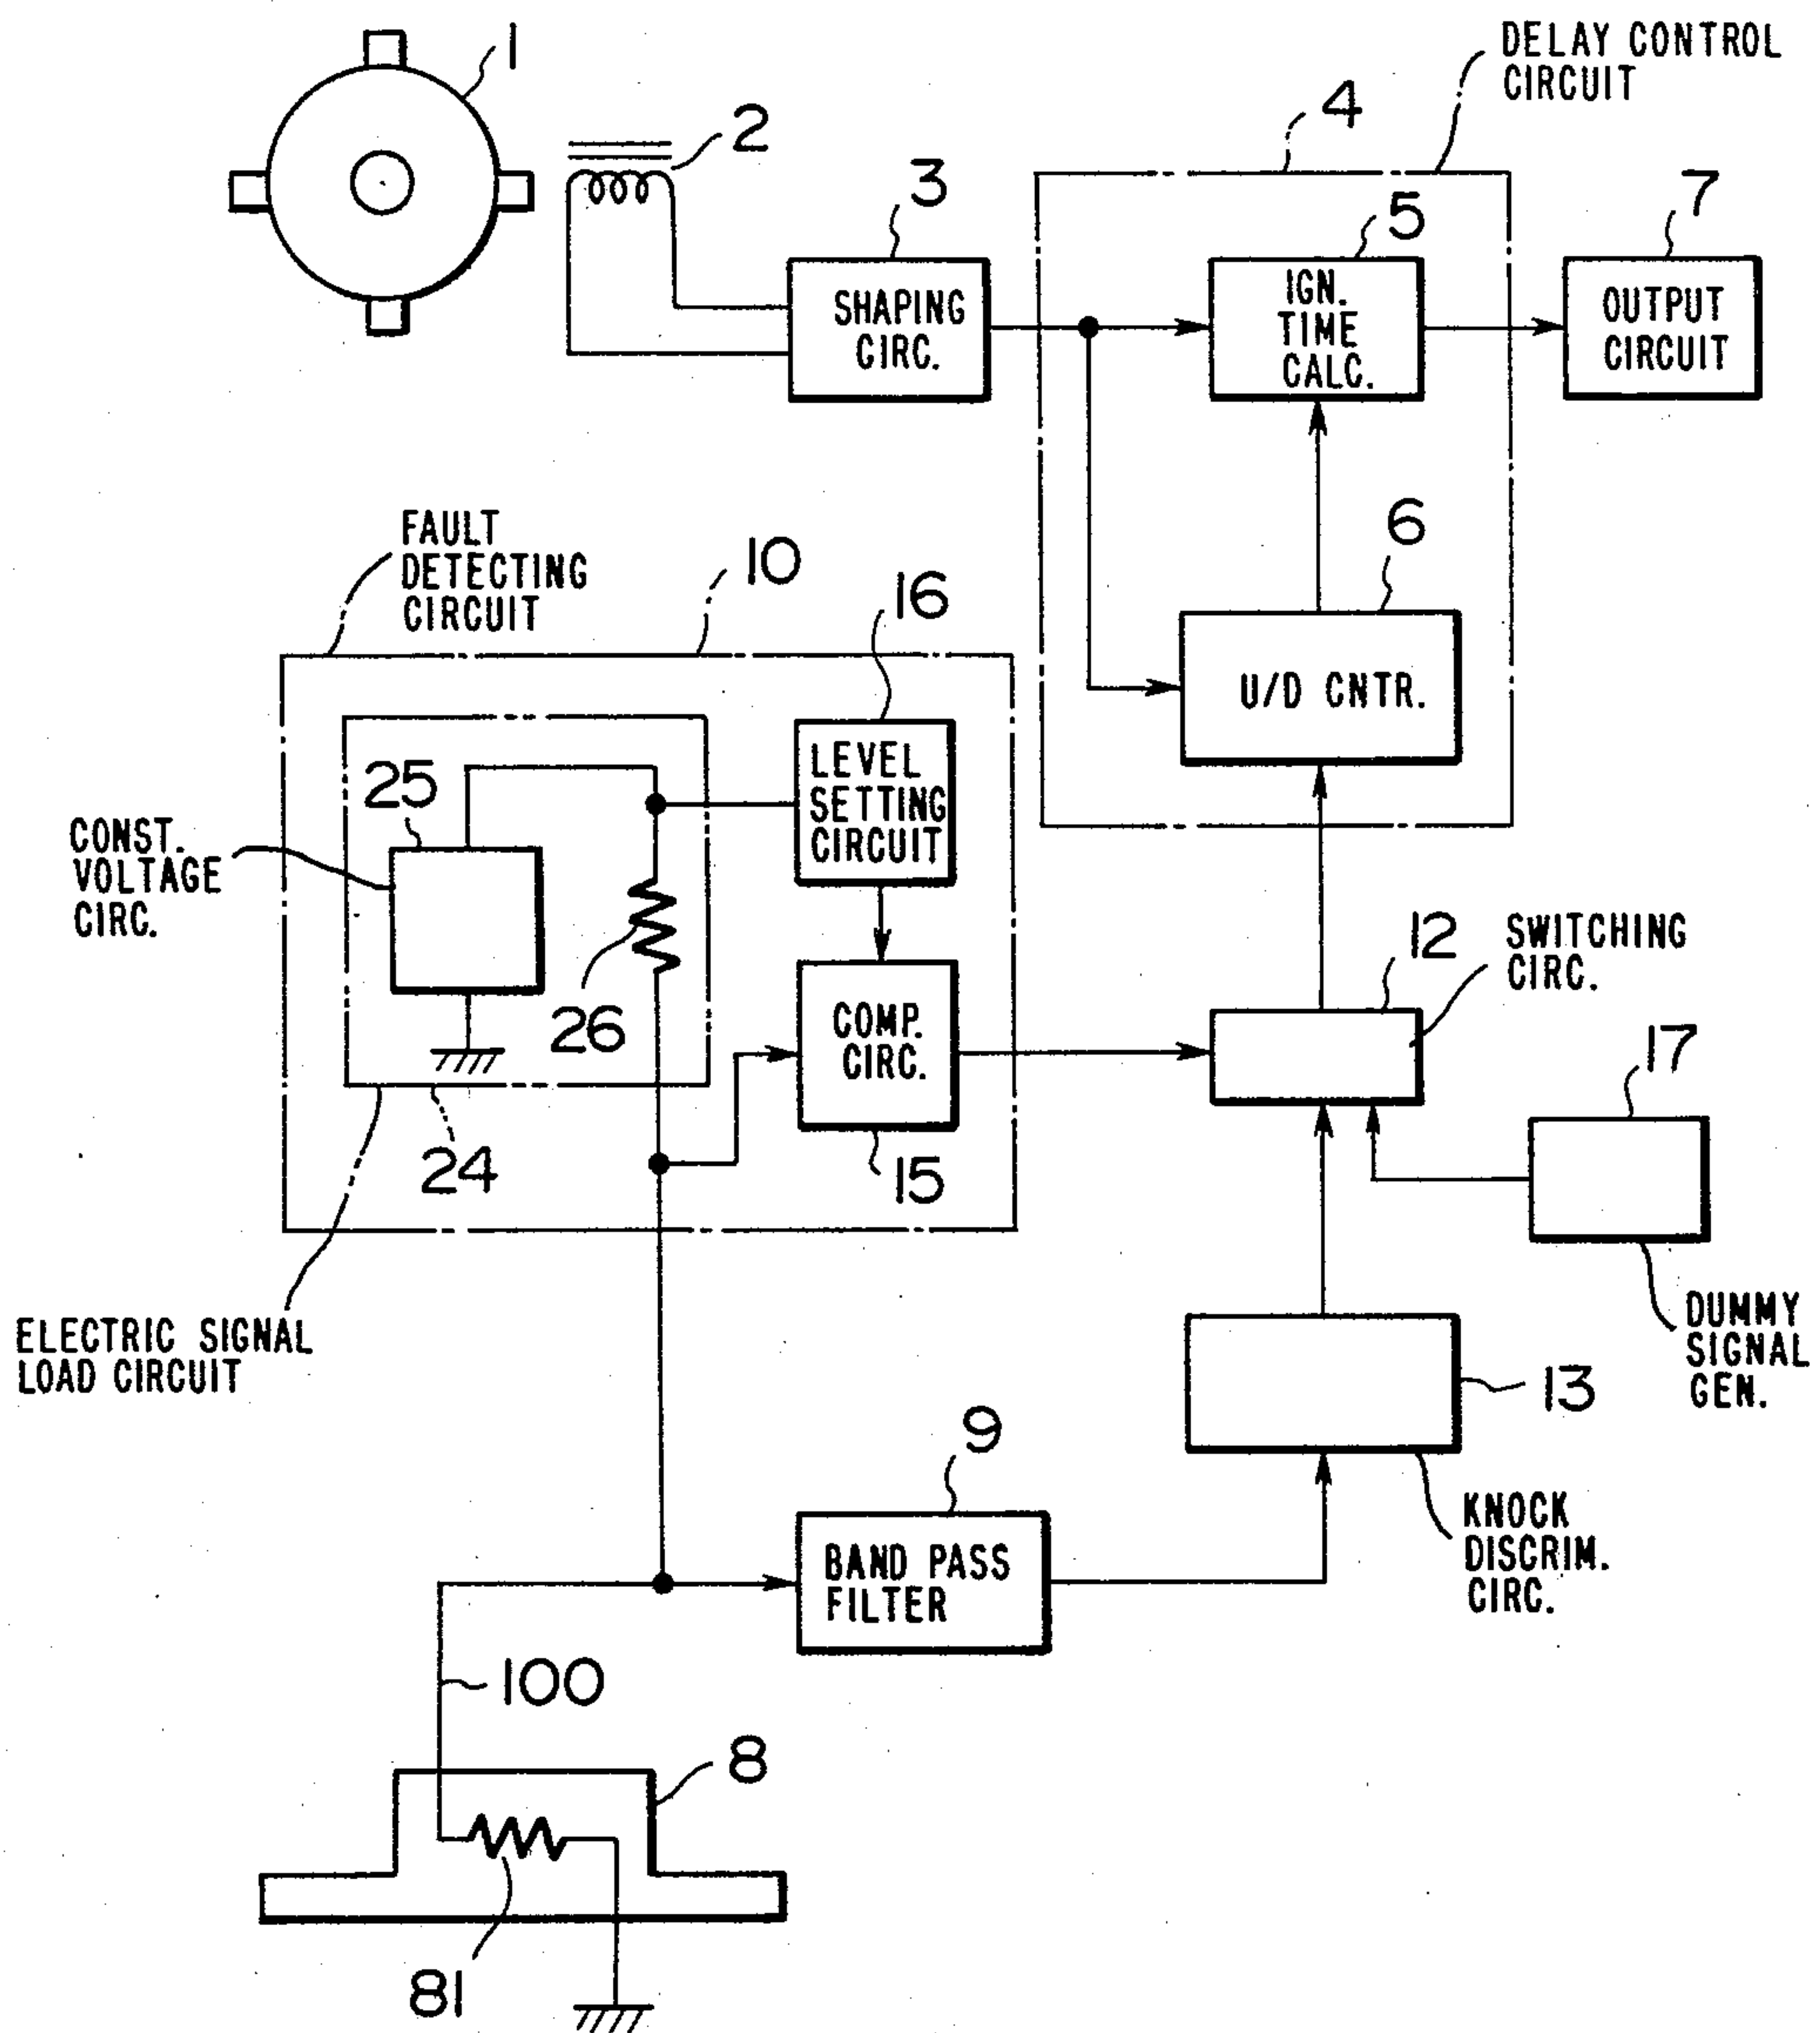 1
DELAY CONTROL
CIRCUIT
2
4
3
5
7
SHAPING
CIRC.
IGN.
TIME
CALC.
OUTPUT
CIRCUIT
FAULT
DETECTING
CIRCUIT
10
16
6
U/D CNTR.
LEVEL
SETTING
CIRCUIT
25
CONST.
VOLTAGE
CIRC.
26
12
SWITCHING
CIRC.
COMP.
CIRC.
17
24
15
ELECTRIC SIGNAL
LOAD CIRCUIT
DUMMY
SIGNAL
GEN.
13
9
BAND PASS
FILTER
KNOCK
DISCRIM.
CIRC.
100
8
81